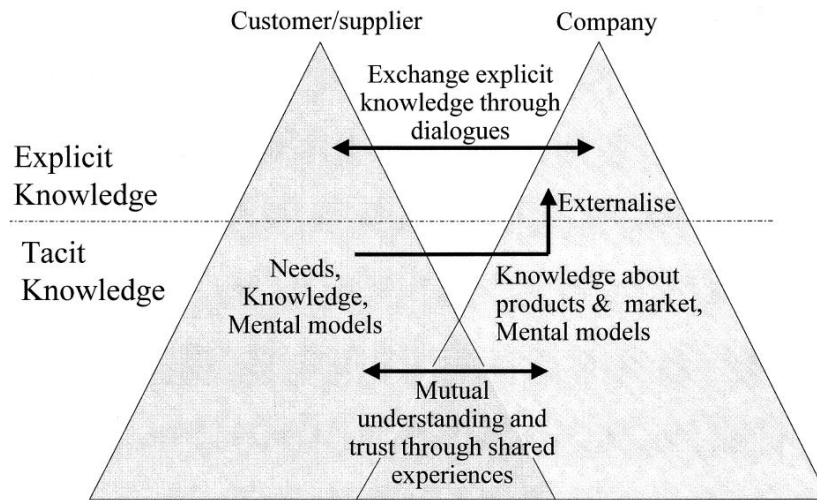 Customer/supplier
Company
Exchange explicit
knowledge through
dialogues
Explicit
Knowledge
Externalise
Tacit
Knowledge
Needs,
Knowledge,
Mental models
Knowledge about
products & market,
Mental models
Mutual
understanding and
trust through shared
experiences